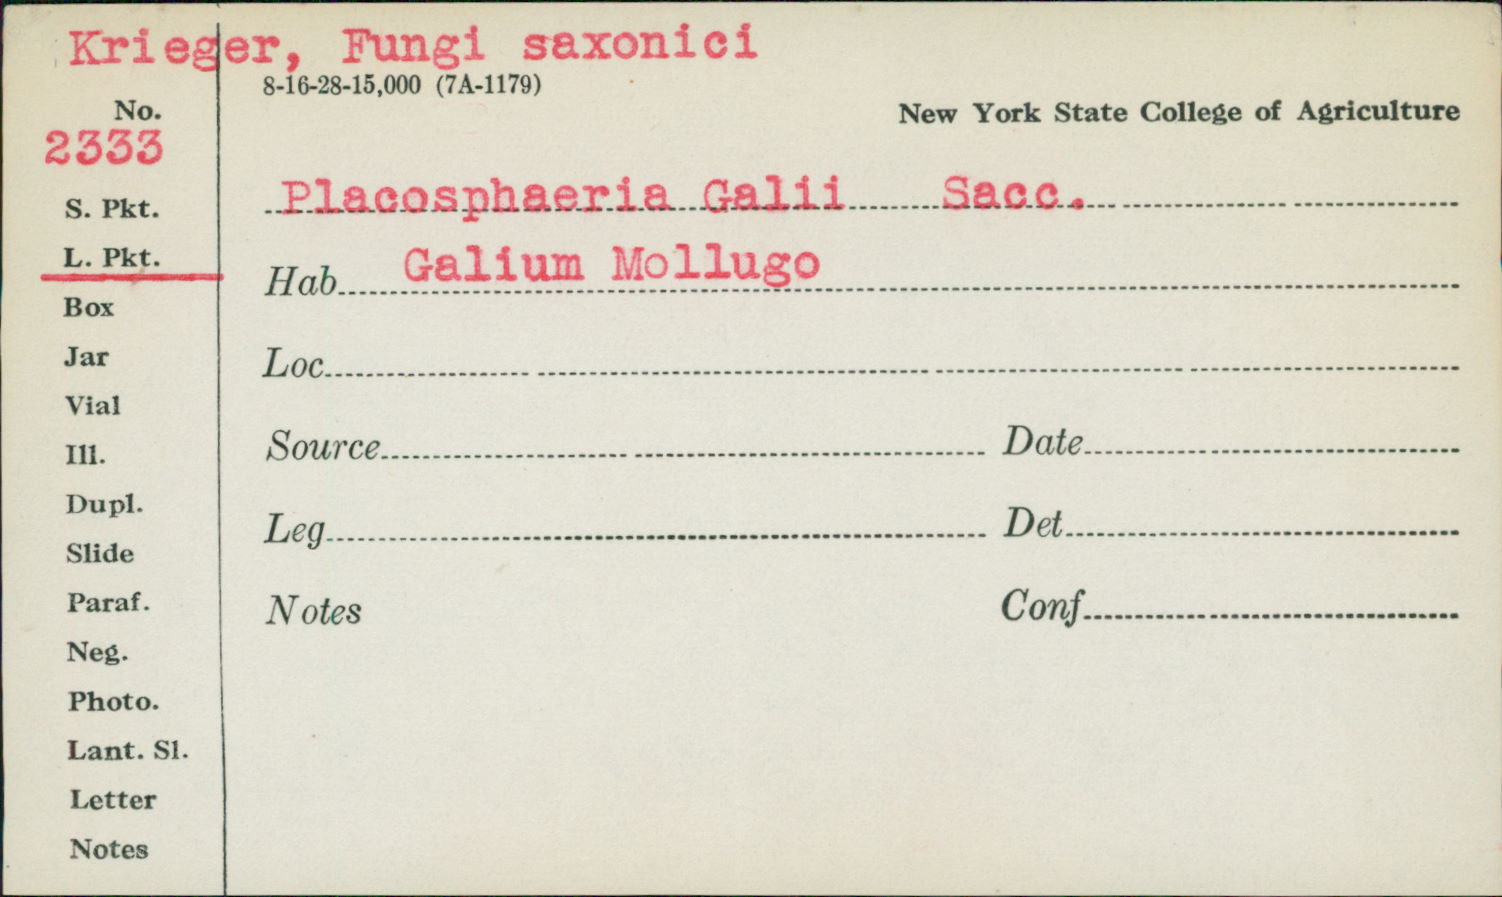 Krieger, Fungi saxonici
8-16-28-15,000 (7A-1179)
No.
New York State College of Agriculture
2333
Placosphaeria Galii Sacc.
S. Pkt.
L. Pkt.
Hab Galium Mollugo
Box
Jar
Loc
Vial
Ill.
Source Date
Dupl.
Leg Det
Slide
Paraf.
Notes Conf
Neg.
Photo.
Lant. Sl.
Letter
Notes